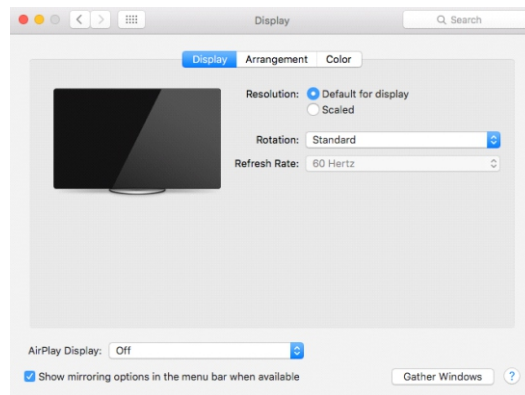 Display
Search
Display Arrangement Color
Resolution: Default for display
Scaled
Rotation: Standard
Refresh Rate: 60 Hertz
AirPlay Display: Off
Show mirroring options in the menu bar when available
Gather Windows ?